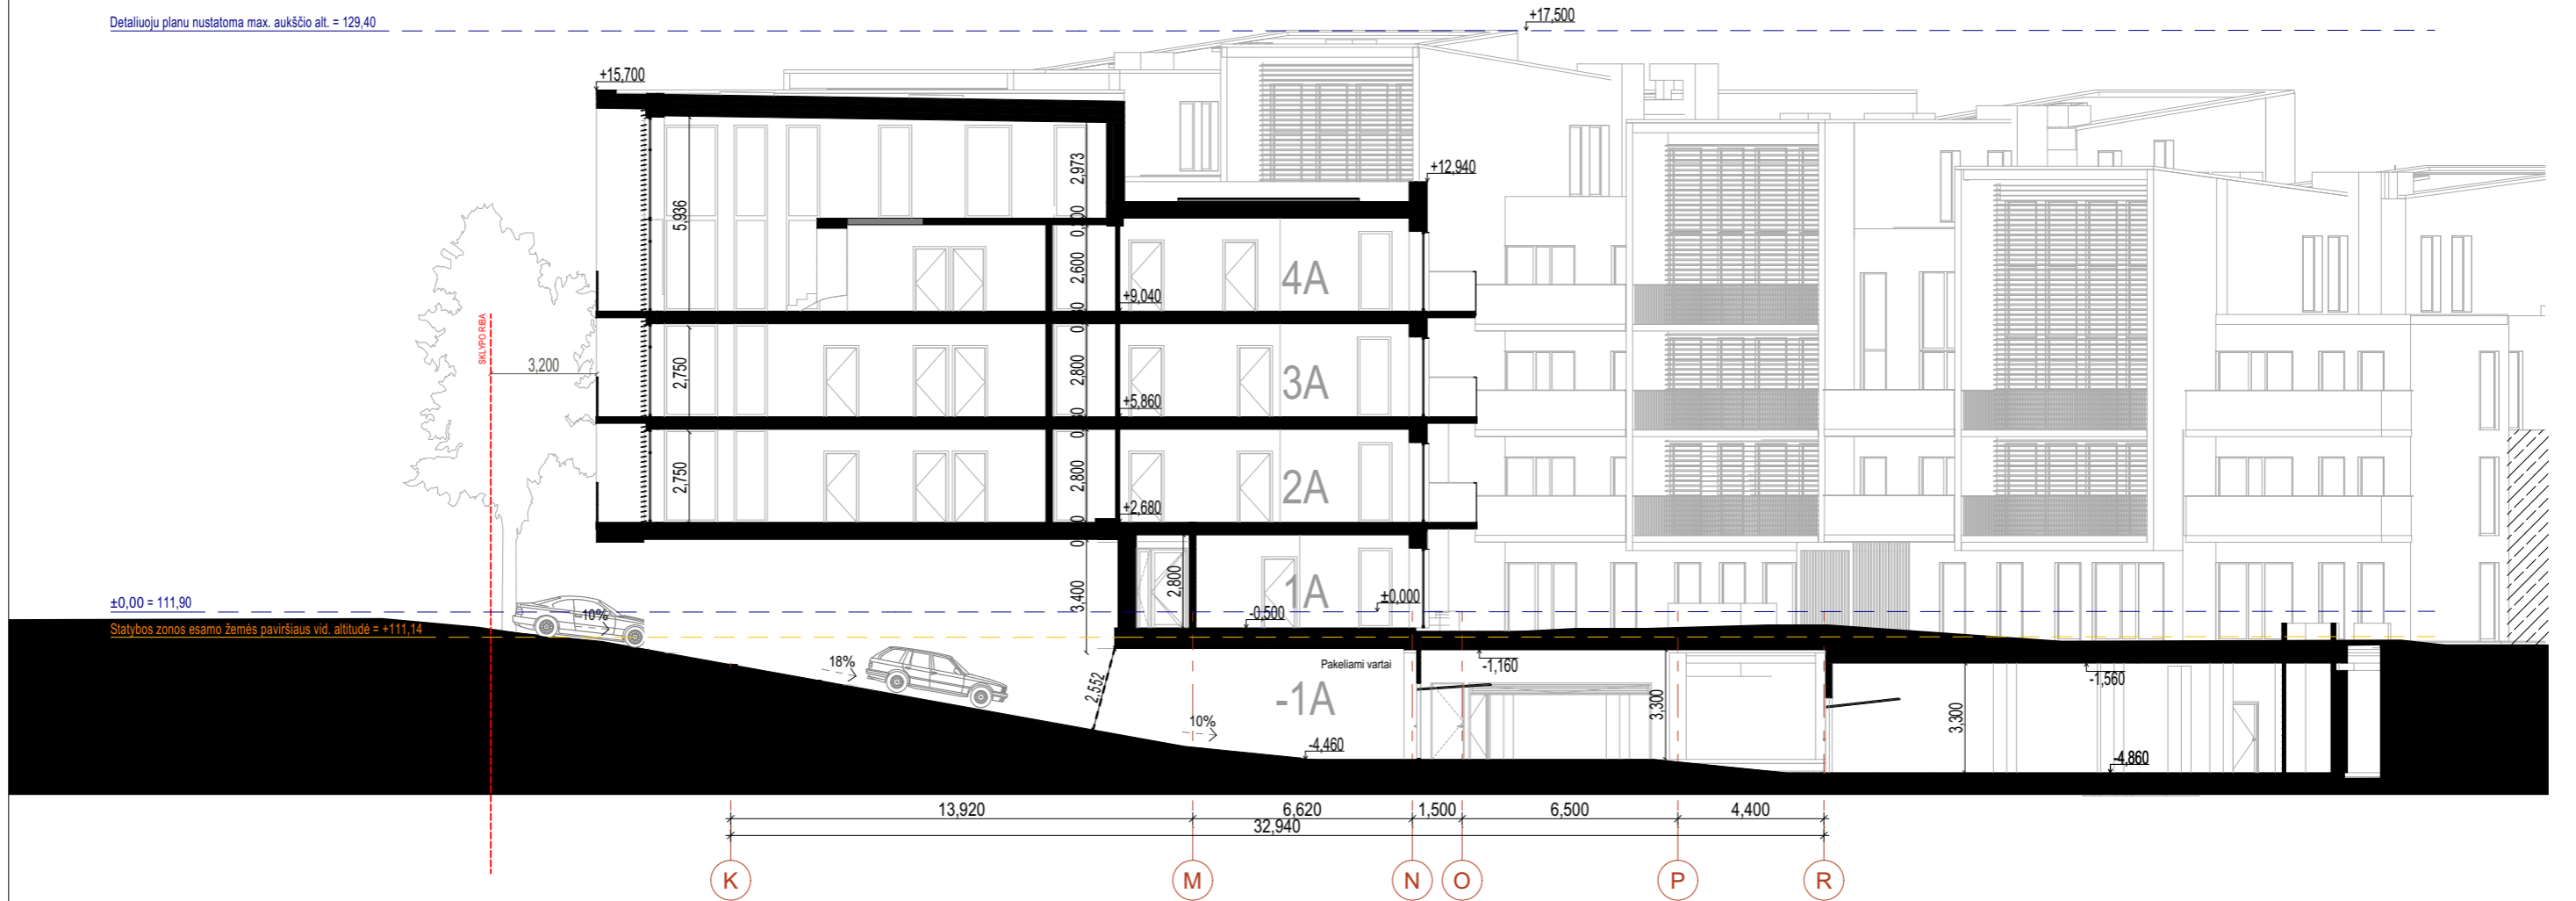 Detaliuoju planu nustatoma max. aukščio alt. = 129,40
+17,500
+15,700
+12,940
2,973
5,936
2,600
4A
+9,040
SKLYPO RIBA
3,200
2,750
2,800
3A
+5,860
2,750
2,800
2A
+2,680
3,400
2,800
1A
±0,000
-0,500
±0,00 = 111,90
Statybos zonos esamo žemės paviršiaus vid. altitudė = +111,14
10%
18%
2,552
10%
-1A
Pakeliami vartai
-1,160
-4,460
3,300
-1,560
3,300
-4,860
13,920
6,620
1,500
6,500
4,400
32,940
K
M
N
O
P
R